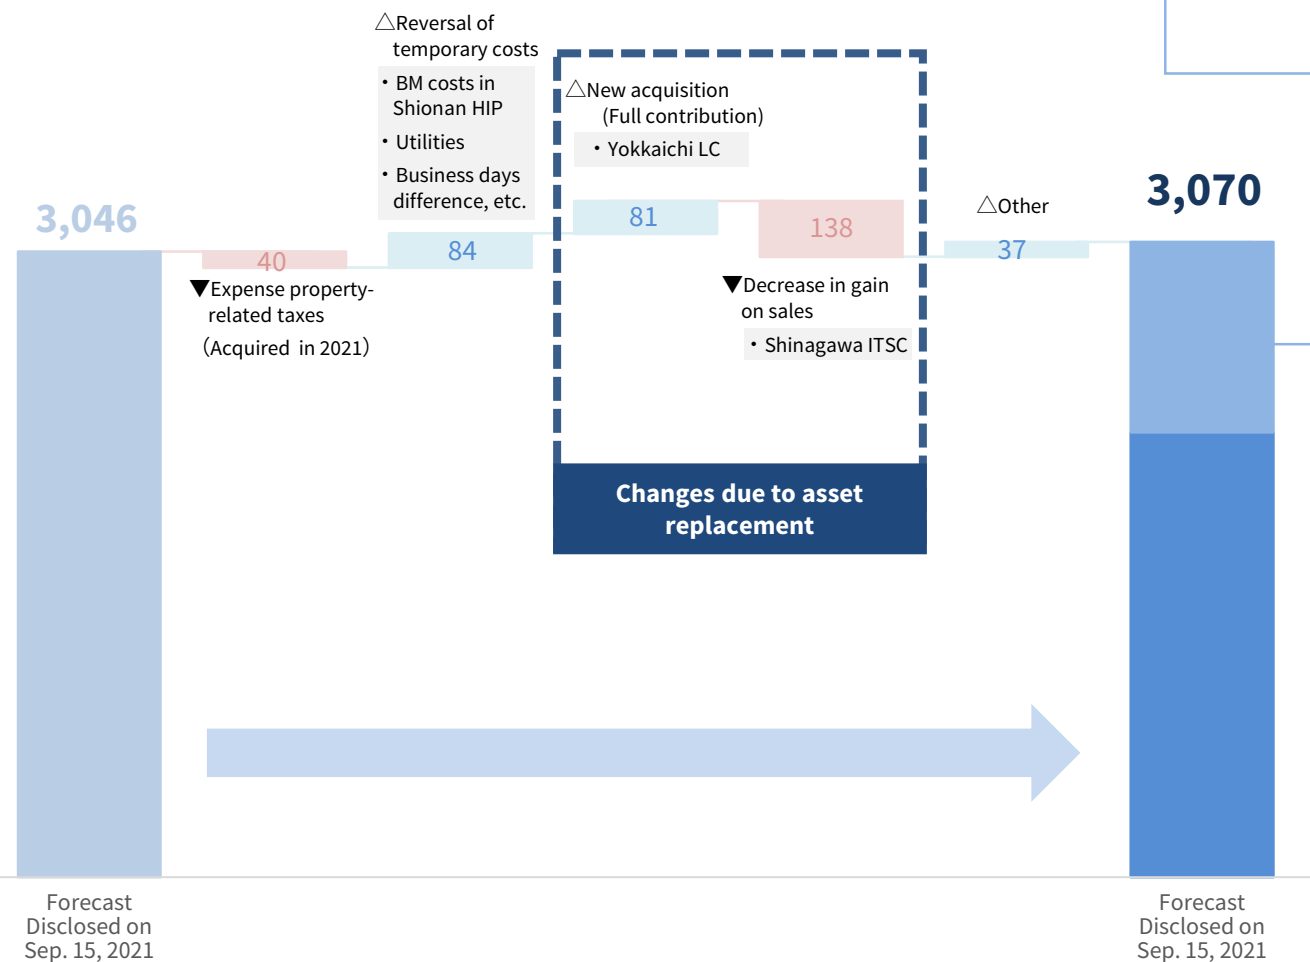 △Reversal of
temporary costs
・BM costs in
Shionan HIP
・Utilities
・Business days
difference, etc.
△New acquisition
(Full contribution)
・Yokkaichi LC
3,046
40
▼Expense property-
related taxes
（Acquired in 2021）
84
81
138
▼Decrease in gain
on sales
・Shinagawa ITSC
△Other
37
3,070
Changes due to asset
replacement
Forecast
Disclosed on
Sep. 15, 2021
Forecast
Disclosed on
Sep. 15, 2021